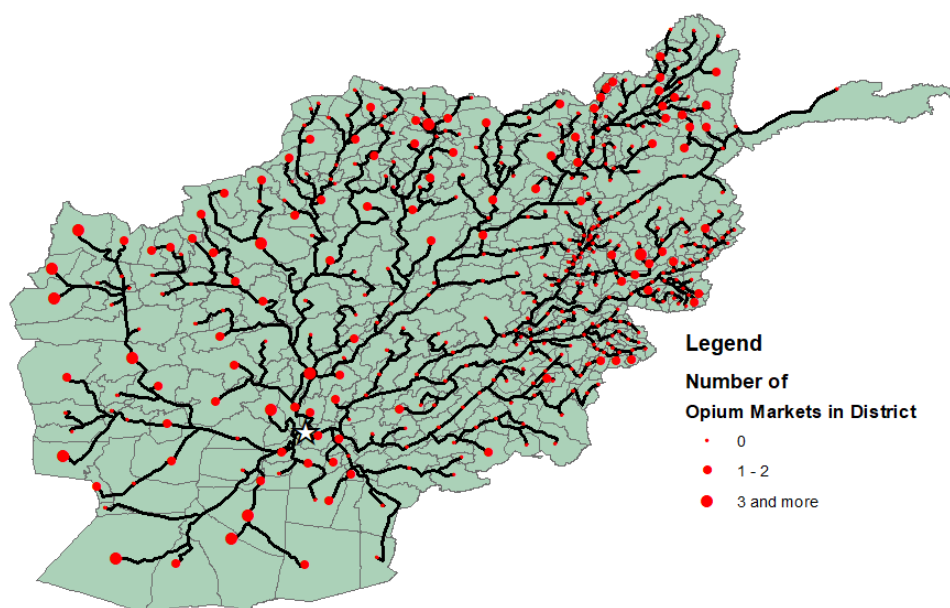 Legend
Number of
Opium Markets in District
0
1 - 2
3 and more